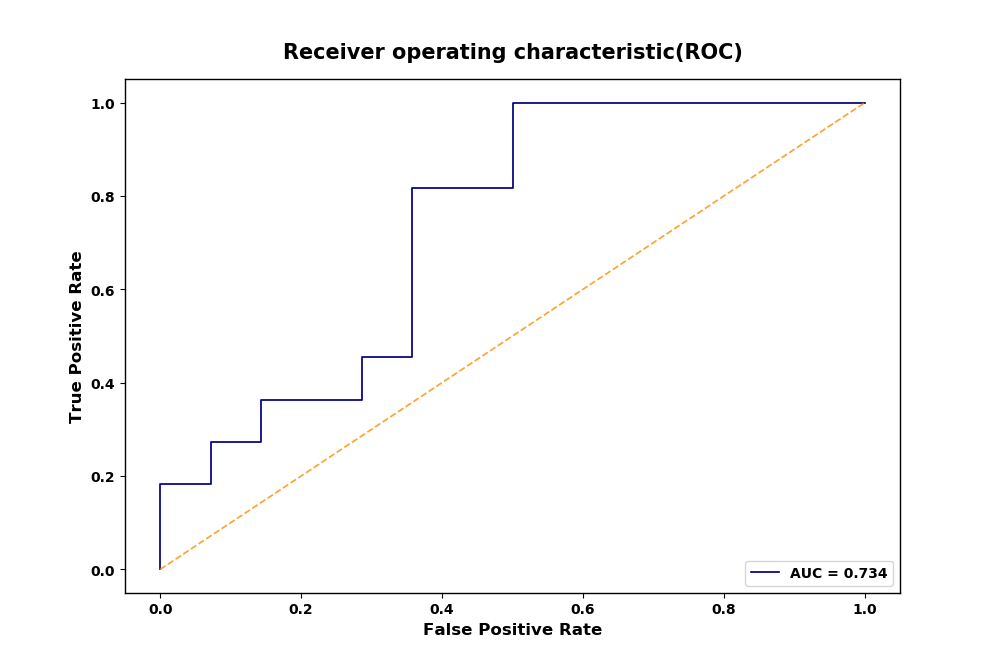 Receiver operating characteristic(ROC)
True Positive Rate
1.0
0.8
0.6
0.4
0.2
0.0
AUC = 0.734
0.0 0.2 0.4 0.6 0.8 1.0
False Positive Rate